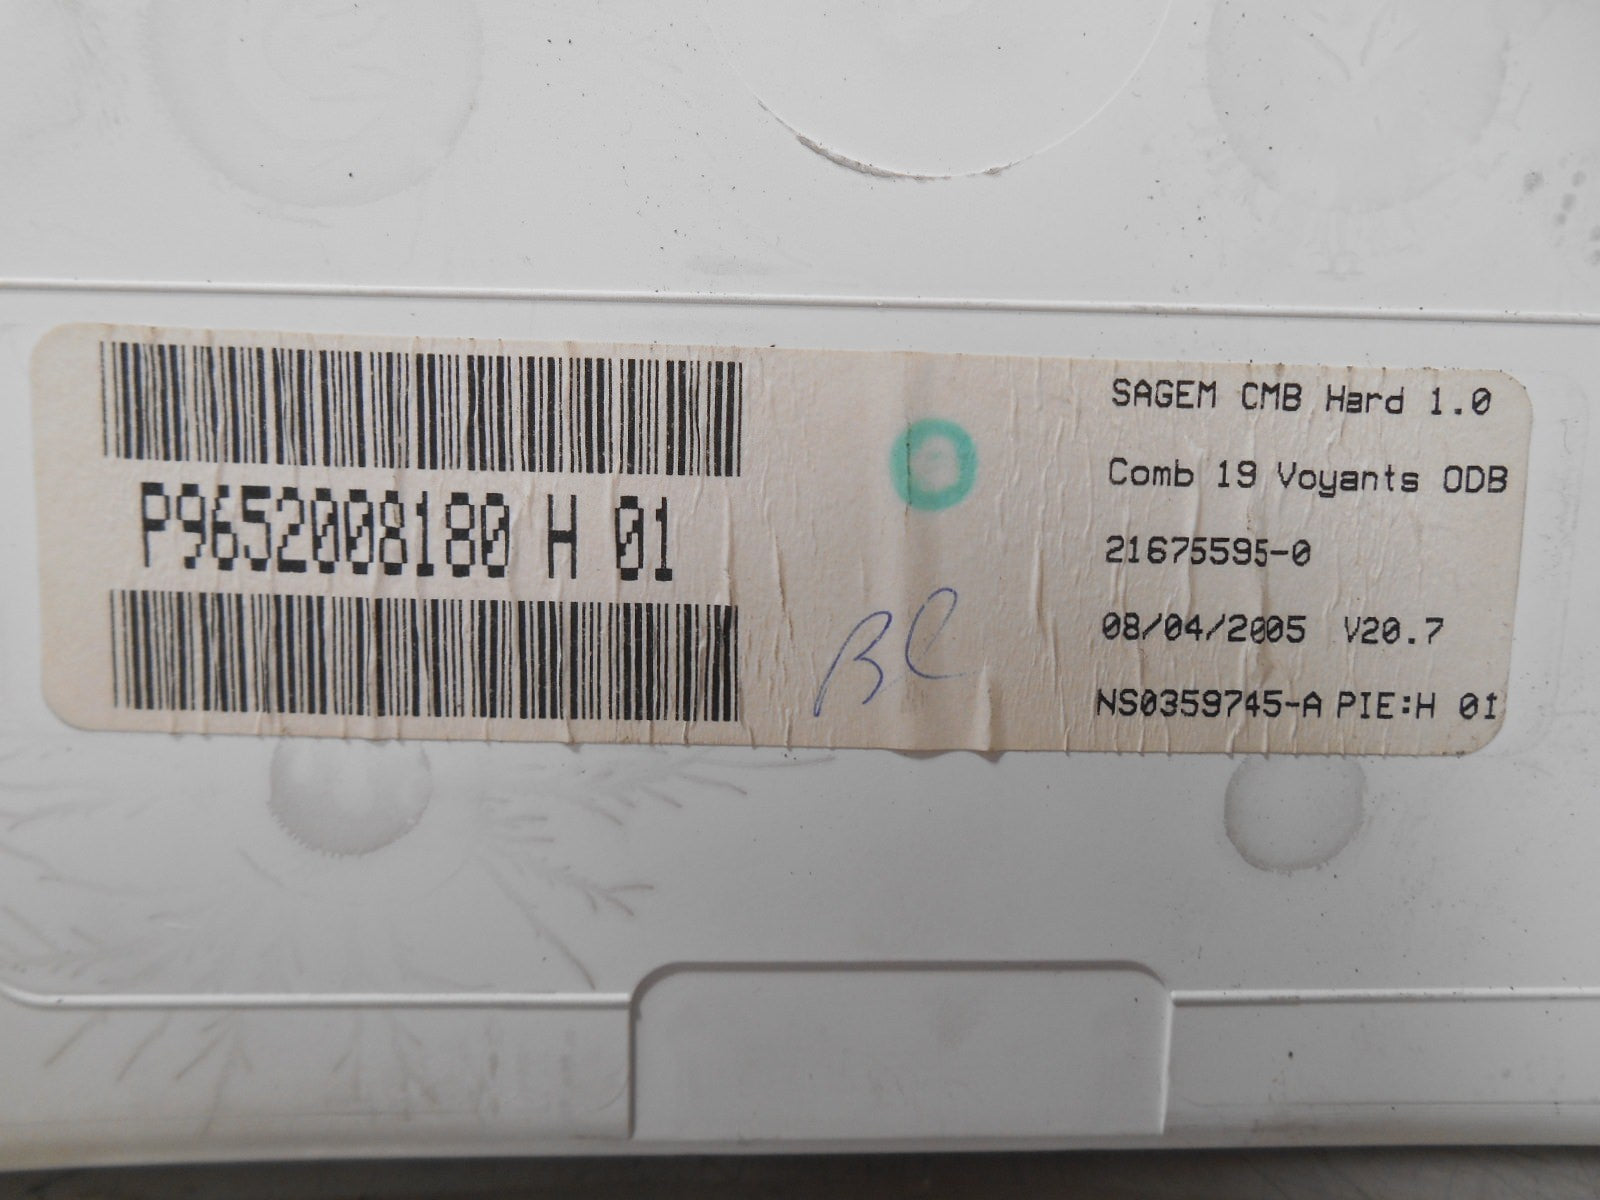 P9652008180 H 01
BC
SAGEM CMB Hard 1.0
Comb 19 Voyants ODB
21675595-0
08/04/2005 V20.7
NS0359745-A PIE:H 01